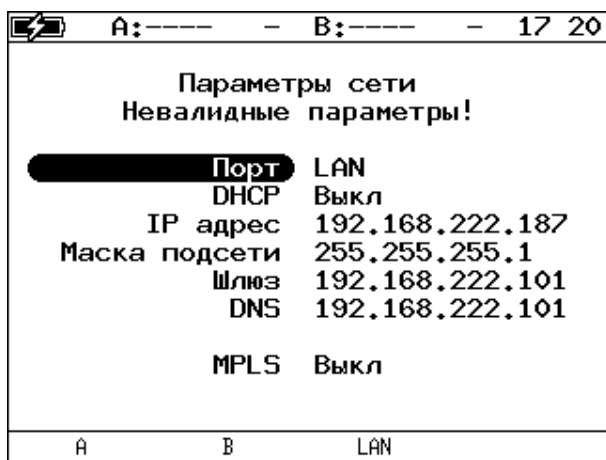 A:---- - B:---- - 17 20
Параметры сети
Невалидные параметры!
Порт LAN
DHCP Выкл
IP адрес 192.168.222.187
Маска подсети 255.255.255.1
Шлюз 192.168.222.101
DNS 192.168.222.101
MPLS Выкл
A B LAN